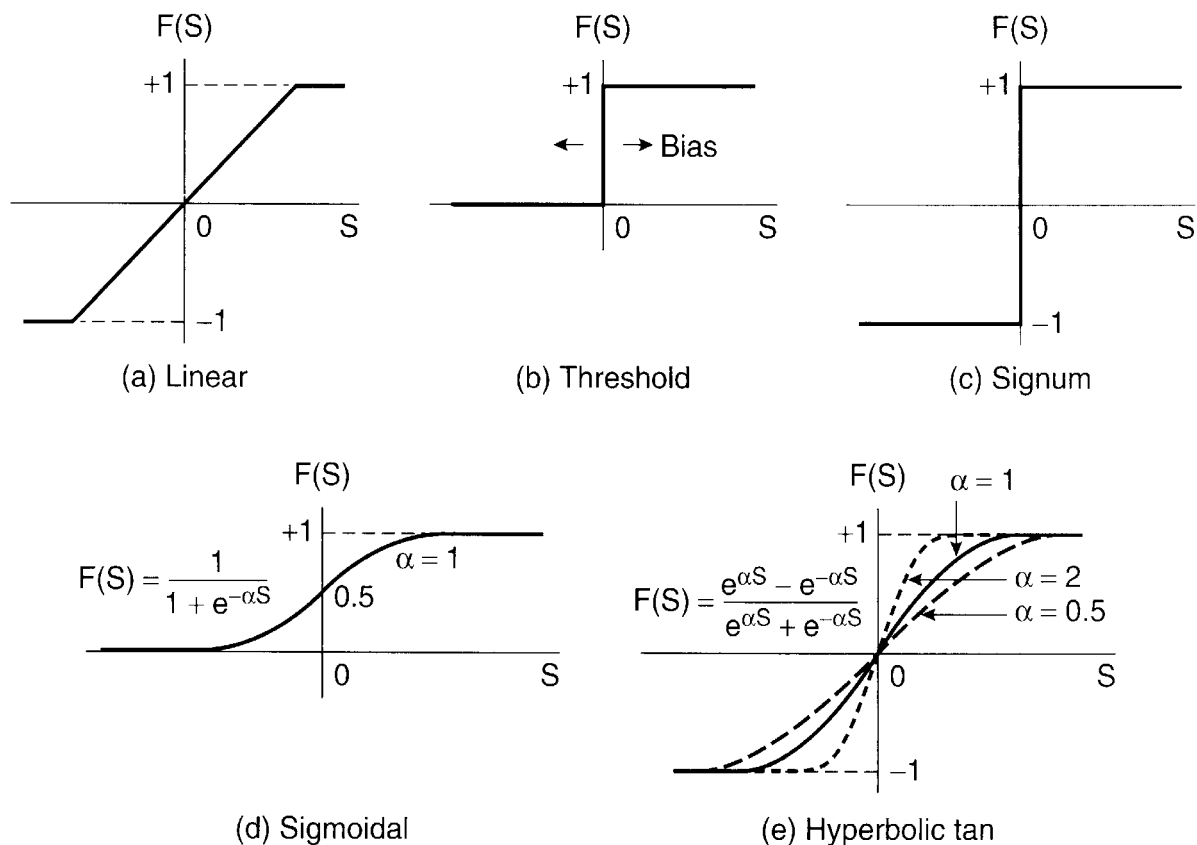 F(S)
+1
0
S
−1
(a) Linear
F(S)
+1
Bias
0
S
(b) Threshold
F(S)
+1
0
S
−1
(c) Signum
F(S)
+1
α = 1
F(S) = 1 / (1 + e^{−αS})
0.5
0
S
(d) Sigmoidal
F(S)
α = 1
+1
F(S) = (e^{αS} − e^{−αS}) / (e^{αS} + e^{−αS})
α = 2
α = 0.5
0
S
−1
(e) Hyperbolic tan